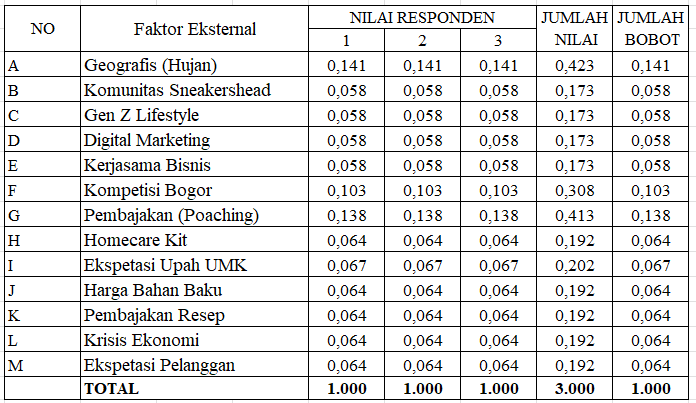 NO Faktor Eksternal NILAI RESPONDEN JUMLAH NILAI JUMLAH BOBOT
1 2 3
A Geografis (Hujan) 0,141 0,141 0,141 0,423 0,141
B Komunitas Sneakershead 0,058 0,058 0,058 0,173 0,058
C Gen Z Lifestyle 0,058 0,058 0,058 0,173 0,058
D Digital Marketing 0,058 0,058 0,058 0,173 0,058
E Kerjasama Bisnis 0,058 0,058 0,058 0,173 0,058
F Kompetisi Bogor 0,103 0,103 0,103 0,308 0,103
G Pembajakan (Poaching) 0,138 0,138 0,138 0,413 0,138
H Homecare Kit 0,064 0,064 0,064 0,192 0,064
I Ekspetasi Upah UMK 0,067 0,067 0,067 0,202 0,067
J Harga Bahan Baku 0,064 0,064 0,064 0,192 0,064
K Pembajakan Resep 0,064 0,064 0,064 0,192 0,064
L Krisis Ekonomi 0,064 0,064 0,064 0,192 0,064
M Ekspetasi Pelanggan 0,064 0,064 0,064 0,192 0,064
TOTAL 1.000 1.000 1.000 3.000 1.000